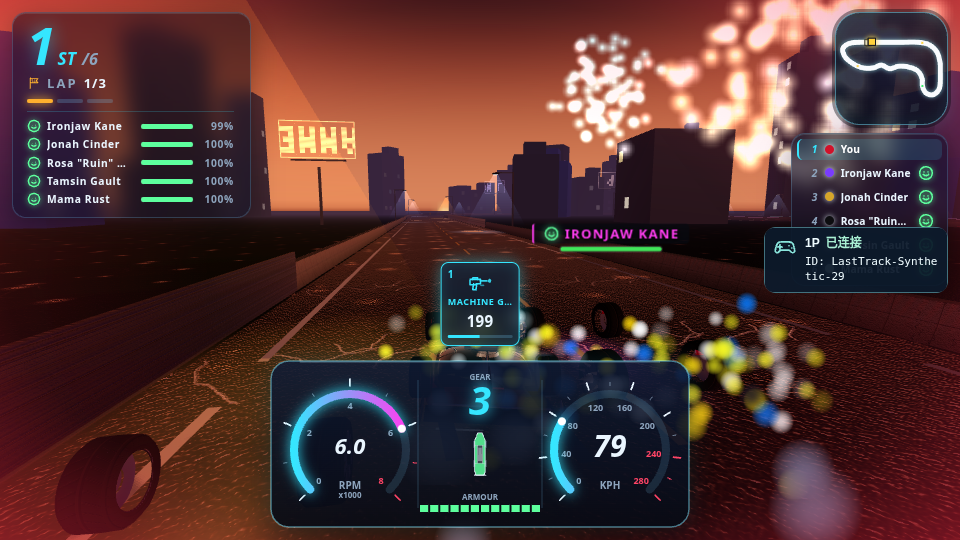 1 ST /6
LAP 1/3
Ironjaw Kane 99%
Jonah Cinder 100%
Rosa "Ruin" ... 100%
Tamsin Gault 100%
Mama Rust 100%
1 You
2 Ironjaw Kane
3 Jonah Cinder
4 Rosa "Ruin...
1P 已连接
ID: LastTrack-Synthe
tic-29
IRONJAW KANE
1
MACHINE G...
199
GEAR
3
ARMOUR
0 2 4 6 8
6.0
RPM
x1000
0 40 80 120 160 200 240 280
79
KPH